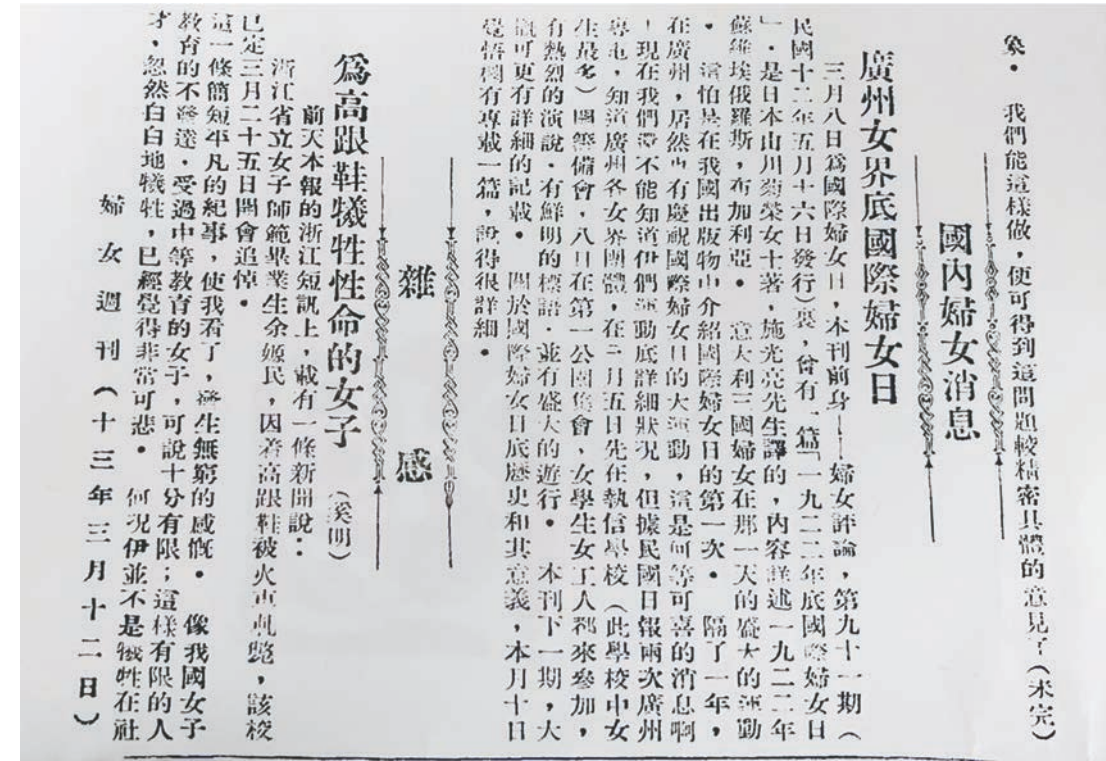 象。　我們能這樣做，便可得到這問題較精密具體的意見了（未完）
國內婦女消息
廣州女界底國際婦女日
三月八日爲國際婦女日，本刊前身——婦女評論，第九十一期（
民國十二年五月十六日發行）裏，曾有一篇「一九二二年底國際婦女日
」，是日本山川菊榮女士著，施光亮先生譯的，內容詳述一九二二年
蘇維埃俄羅斯，布加利亞。　意大利三國婦女在那一天的盛大的運動
。　這怕是在我國出版物中介紹國際婦女日的第一次。　隔了一年，
在廣州，居然也有慶祝國際婦女日的大運動，這是何等可喜的消息啊
！現在我們還不能知道伊們運動底詳細狀況，但據民國日報兩次廣州
專電，知道廣州各女界團體，在三月五日先在執信學校（此學校中女
生最多）開籌備會，八日在第一公園集會，女學生女工人都來參加，
有熱烈的演說，有鮮明的標語，並有盛大的遊行。　本刊下一期，大
概可更有詳細的記載。　關於國際婦女日底歷史和其意義，本月十日
覺悟欄有專載一篇，說得很詳細。
雜感
爲高跟鞋犧牲性命的女子（奚明）
前天本報的浙江短訊上，載有一條新聞說：
浙江省立女子師範畢業生余姬民，因着高跟鞋被火車軋斃，該校
已定三月二十五日開會追悼。
這一條簡短平凡的紀事，使我看了，發生無窮的感慨。　像我國女子
教育的不發達，受過中等教育的女子，可說十分有限；這樣有限的人
才，忽然白白地犧牲，已經覺得非常可悲。　何況伊並不是犧牲在社
婦女週刊（十三年三月十二日）